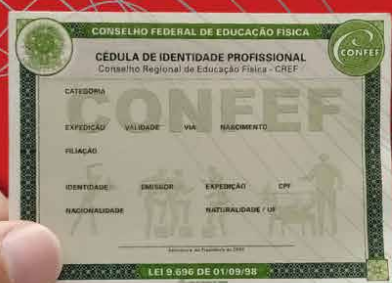 CONSELHO FEDERAL DE EDUCAÇÃO FÍSICA
CONFEF
CÉDULA DE IDENTIDADE PROFISSIONAL
Conselho Regional de Educação Física - CREF
CATEGORIA
CONFEF
EXPEDIÇÃO VALIDADE VIA NASCIMENTO
FILIAÇÃO
IDENTIDADE EMISSOR EXPEDIÇÃO CPF
NACIONALIDADE NATURALIDADE / UF
LEI 9.696 DE 01/09/98